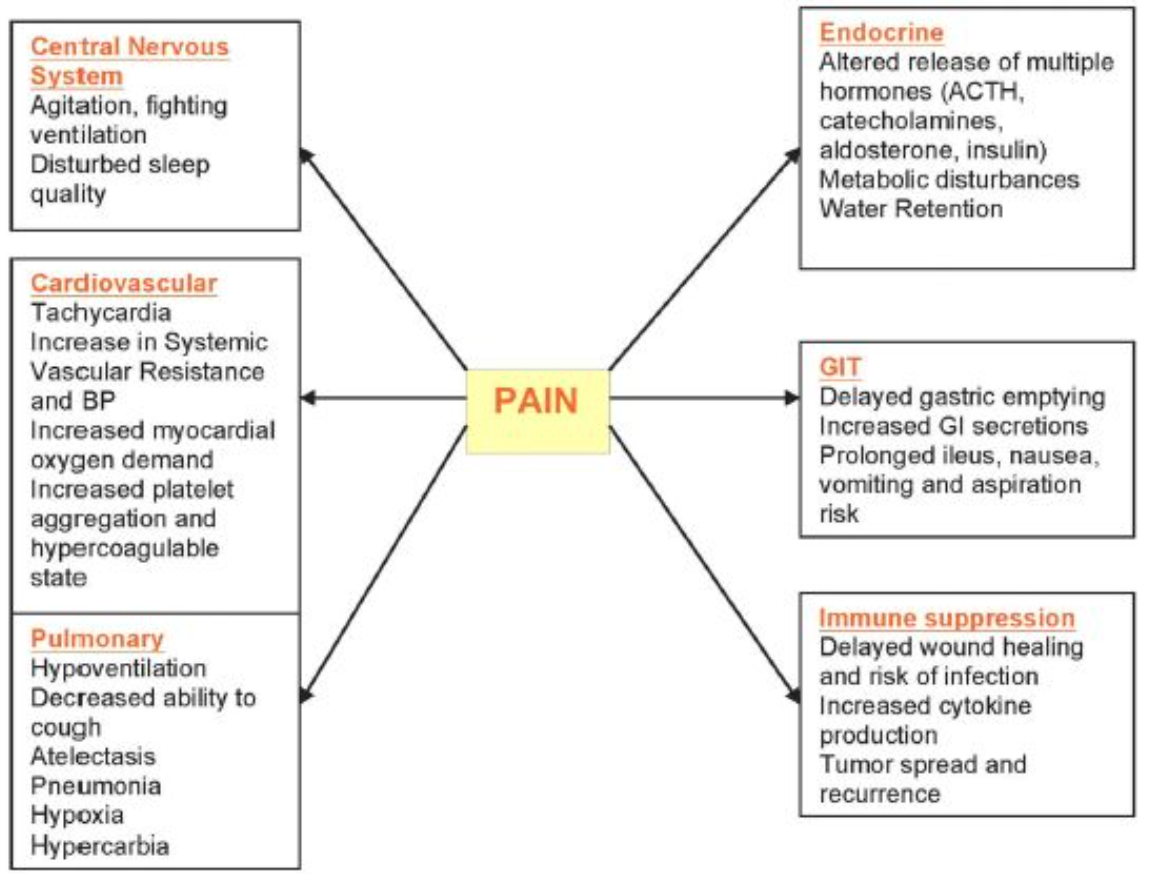 Central Nervous
System
Agitation, fighting
ventilation
Disturbed sleep
quality
Cardiovascular
Tachycardia
Increase in Systemic
Vascular Resistance
and BP
Increased myocardial
oxygen demand
Increased platelet
aggregation and
hypercoagulable
state
Pulmonary
Hypoventilation
Decreased ability to
cough
Atelectasis
Pneumonia
Hypoxia
Hypercarbia
PAIN
Endocrine
Altered release of multiple
hormones (ACTH,
catecholamines,
aldosterone, insulin)
Metabolic disturbances
Water Retention
GIT
Delayed gastric emptying
Increased GI secretions
Prolonged ileus, nausea,
vomiting and aspiration
risk
Immune suppression
Delayed wound healing
and risk of infection
Increased cytokine
production
Tumor spread and
recurrence